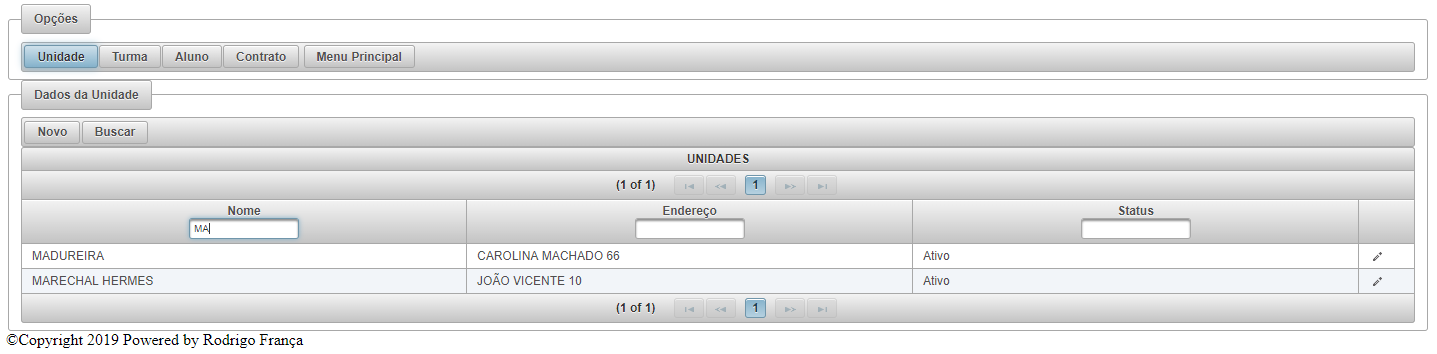 Opções
Unidade Turma Aluno Contrato Menu Principal
Dados da Unidade
Novo Buscar
UNIDADES
(1 of 1) 1
Nome Endereço Status
MA
MADUREIRA CAROLINA MACHADO 66 Ativo
MARECHAL HERMES JOÃO VICENTE 10 Ativo
(1 of 1) 1
©Copyright 2019 Powered by Rodrigo França